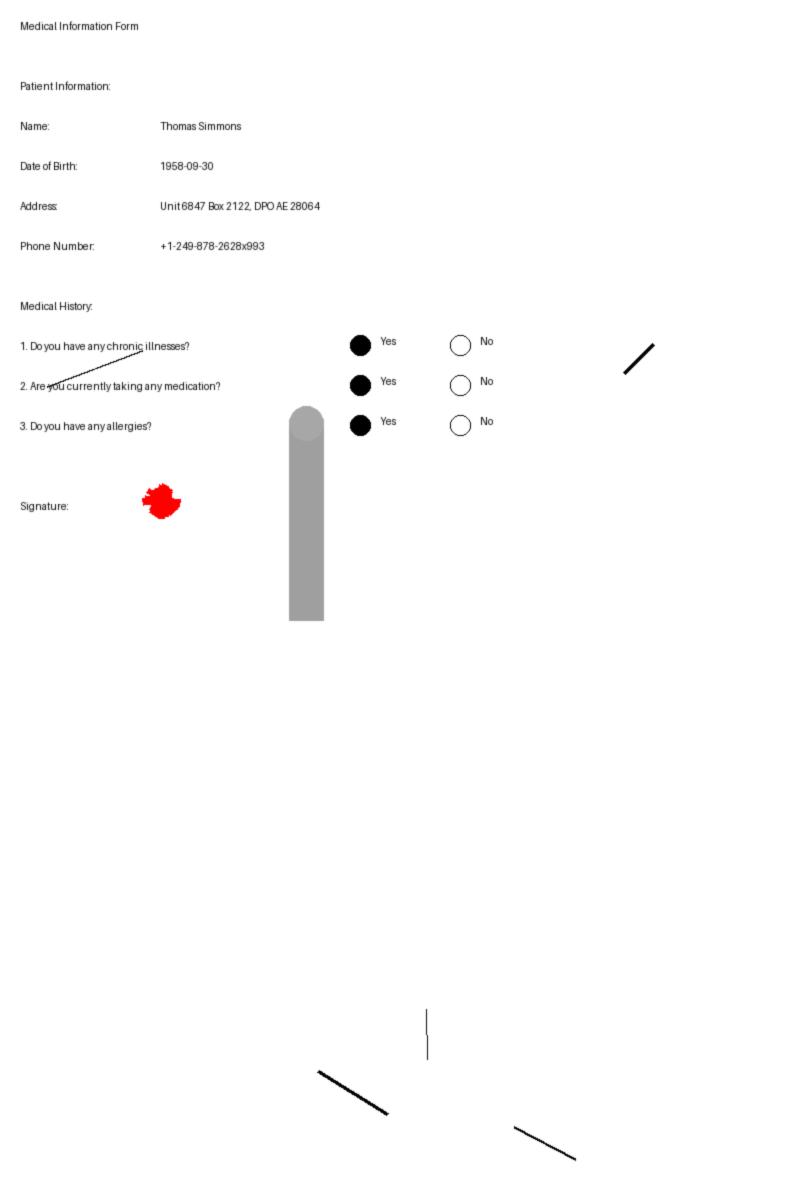 Medical Information Form
Patient Information:
Name: Thomas Simmons
Date of Birth: 1958-09-30
Address: Unit 6847 Box 2122, DPO AE 28064
Phone Number: +1-249-878-2628x993
Medical History:
1. Do you have any chronic illnesses? Yes No
2. Are you currently taking any medication? Yes No
3. Do you have any allergies? Yes No
Signature: